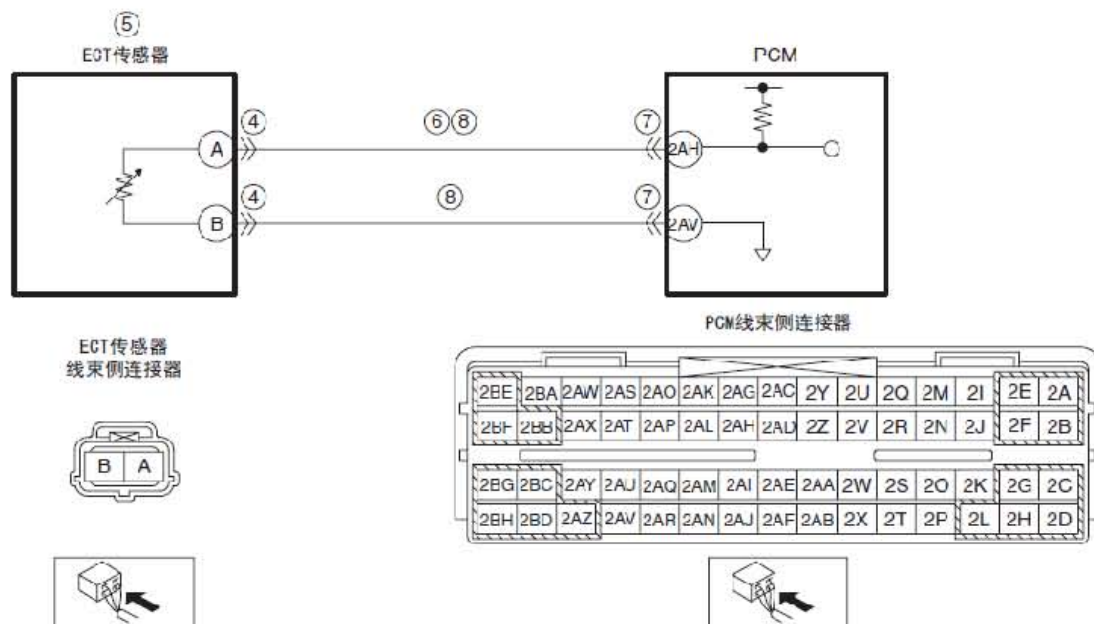 ⑤
ECT传感器
PCM
④
⑥⑧
⑦
A
2AH
④
⑧
⑦
B
2AV
PCM线束侧连接器
ECT传感器
线束侧连接器
2BE 2BA 2AW 2AS 2AO 2AK 2AG 2AC 2Y 2U 2Q 2M 2I 2E 2A
2BF 2BB 2AX 2AT 2AP 2AL 2AH 2AD 2Z 2V 2R 2N 2J 2F 2B
B A
2BG 2BC 2AY 2AU 2AQ 2AM 2AI 2AE 2AA 2W 2S 2O 2K 2G 2C
2BH 2BD 2AZ 2AV 2AR 2AN 2AJ 2AF 2AB 2X 2T 2P 2L 2H 2D